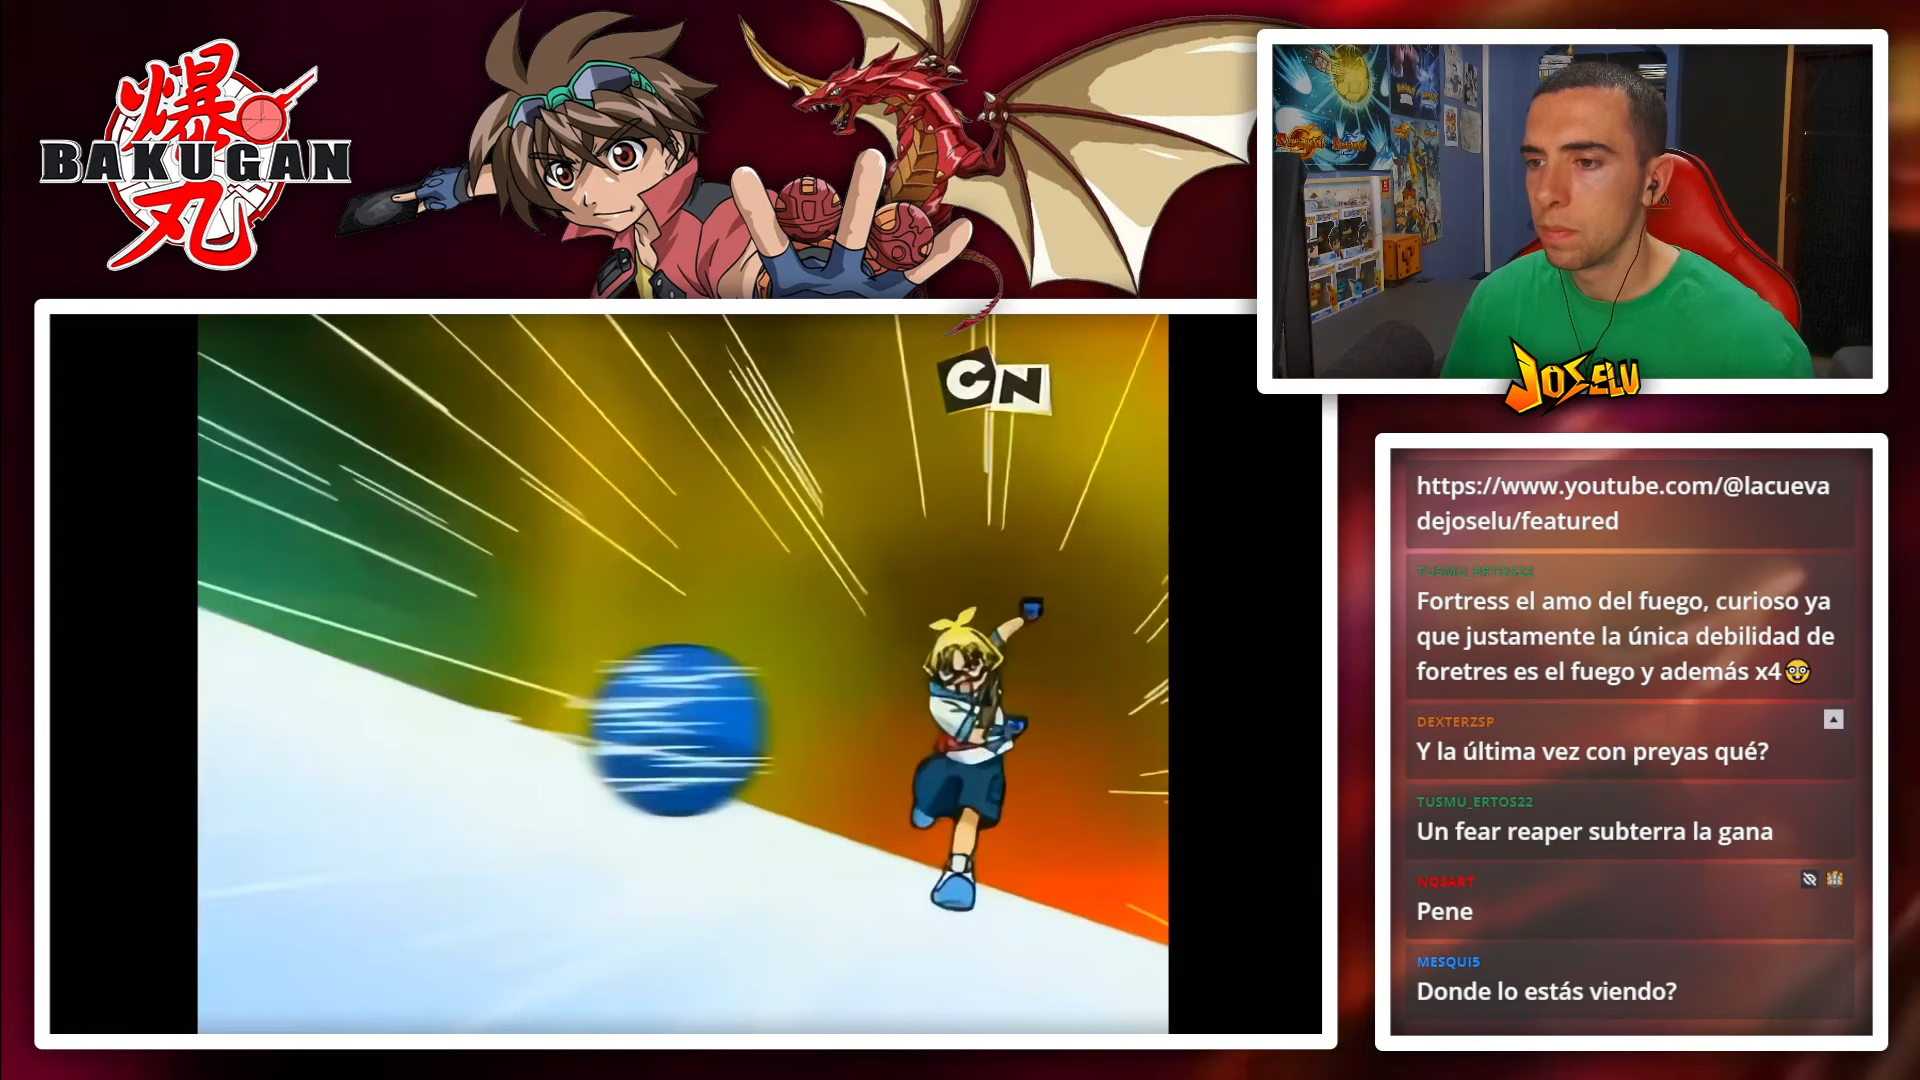 爆
BAKUGAN
丸
CN
JOSELU
https://www.youtube.com/@lacueva
dejoselu/featured
TUSMU_ERTOS22
Fortress el amo del fuego, curioso ya
que justamente la única debilidad de
foretres es el fuego y además x4🤓
DEXTERZSP
Y la última vez con preyas qué?
TUSMU_ERTOS22
Un fear reaper subterra la gana
NQSART
Pene
MESQUI5
Donde lo estás viendo?